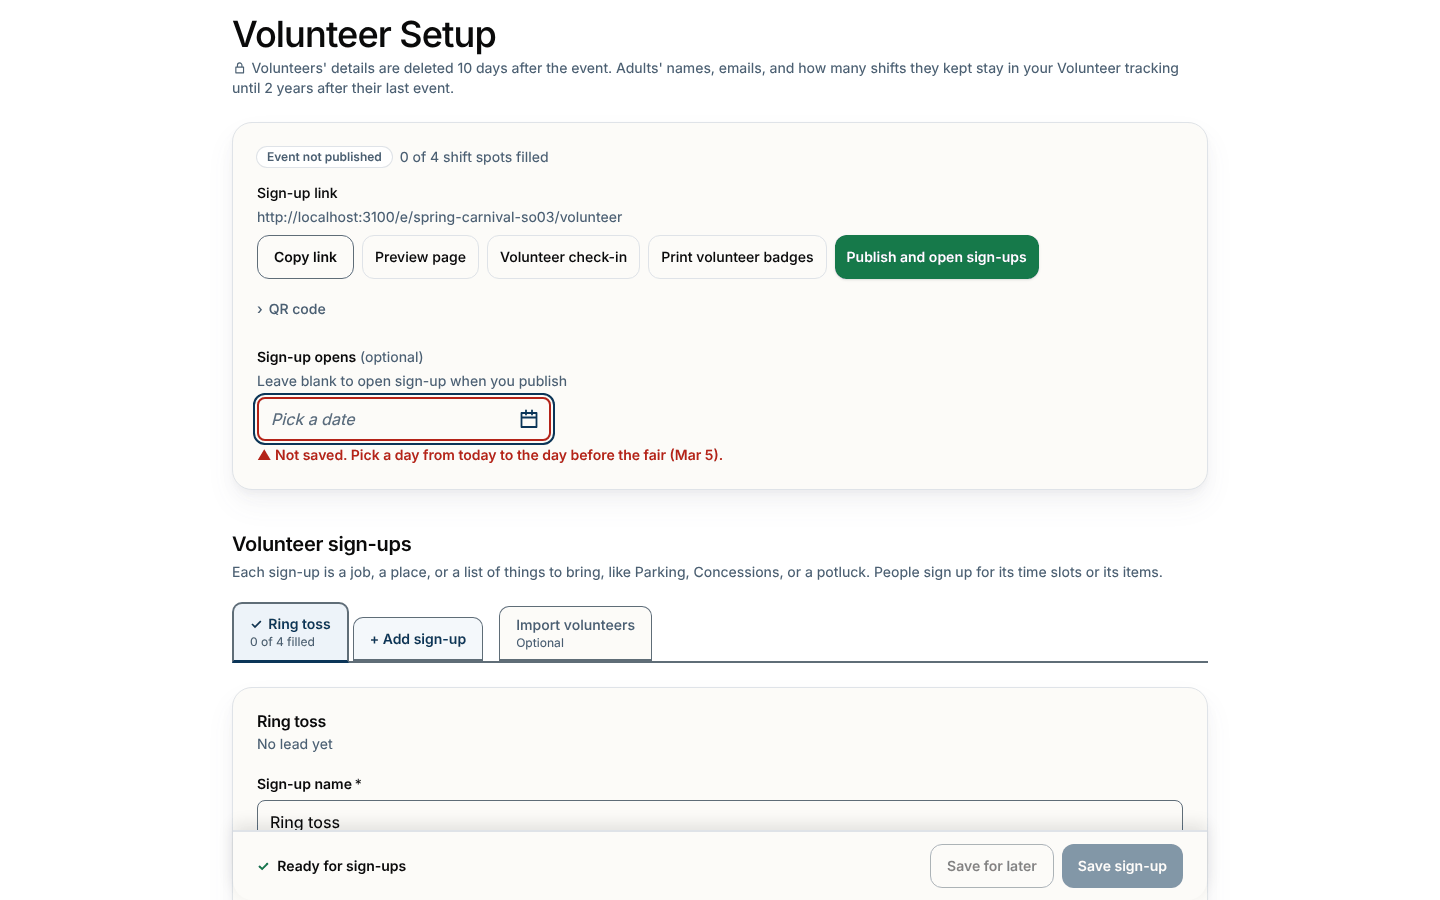 Volunteer Setup
Volunteers' details are deleted 10 days after the event. Adults' names, emails, and how many shifts they kept stay in your Volunteer tracking
until 2 years after their last event.
Event not published 0 of 4 shift spots filled
Sign-up link
http://localhost:3100/e/spring-carnival-so03/volunteer
Copy link Preview page Volunteer check-in Print volunteer badges Publish and open sign-ups
› QR code
Sign-up opens (optional)
Leave blank to open sign-up when you publish
Pick a date
Not saved. Pick a day from today to the day before the fair (Mar 5).
Volunteer sign-ups
Each sign-up is a job, a place, or a list of things to bring, like Parking, Concessions, or a potluck. People sign up for its time slots or its items.
✓ Ring toss
0 of 4 filled
+ Add sign-up
Import volunteers
Optional
Ring toss
No lead yet
Sign-up name *
Ring toss
✓ Ready for sign-ups Save for later Save sign-up